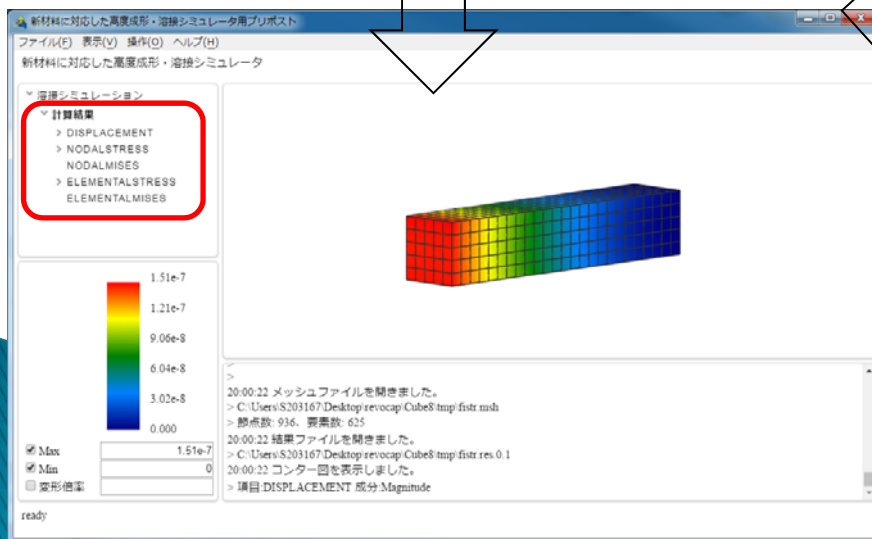 新材料に対応した高度成形・溶接シミュレータ用プリポスト
ファイル(F) 表示(V) 操作(O) ヘルプ(H)
新材料に対応した高度成形・溶接シミュレータ
溶接シミュレーション
計算結果
> DISPLACEMENT
> NODALSTRESS
NODALMISES
> ELEMENTALSTRESS
ELEMENTALMISES
1.51e-7
1.21e-7
9.06e-8
6.04e-8
3.02e-8
0.000
Max 1.51e-7
Min 0
変形倍率
>
>
20:00:22 メッシュファイルを開きました。
> C:\Users\S203167\Desktop\revocap\Cube8\tmp\fistr.msh
> 節点数: 936、要素数: 625
20:00:22 結果ファイルを開きました。
> C:\Users\S203167\Desktop\revocap\Cube8\tmp\fistr.res.0.1
20:00:22 コンター図を表示しました。
> 項目:DISPLACEMENT 成分:Magnitude
ready